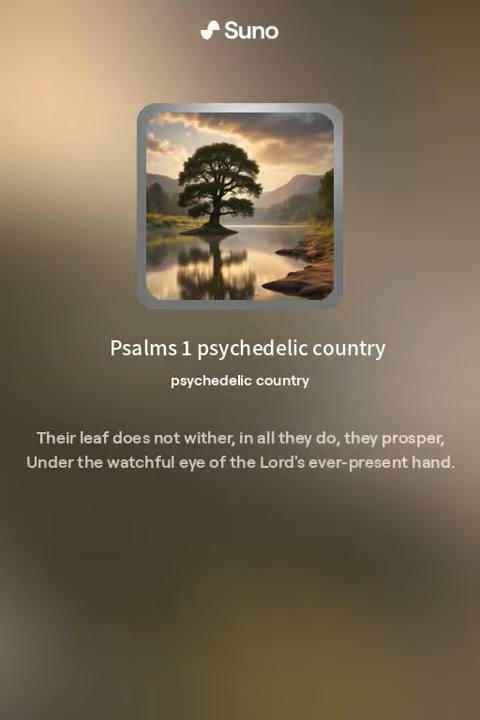 Suno
Psalms 1 psychedelic country
psychedelic country
Their leaf does not wither, in all they do, they prosper,
Under the watchful eye of the Lord's ever-present hand.